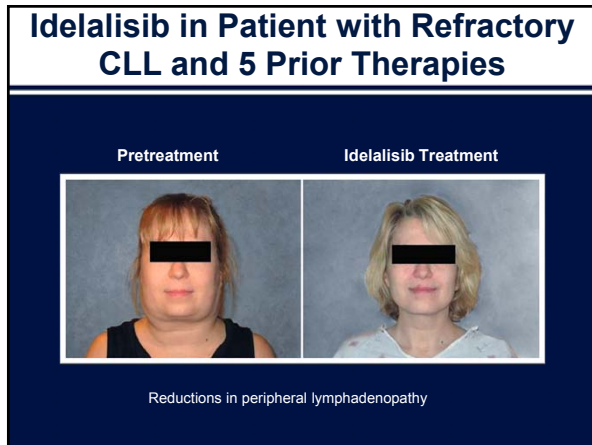 Idelalisib in Patient with Refractory
CLL and 5 Prior Therapies
Pretreatment
Idelalisib Treatment
Reductions in peripheral lymphadenopathy